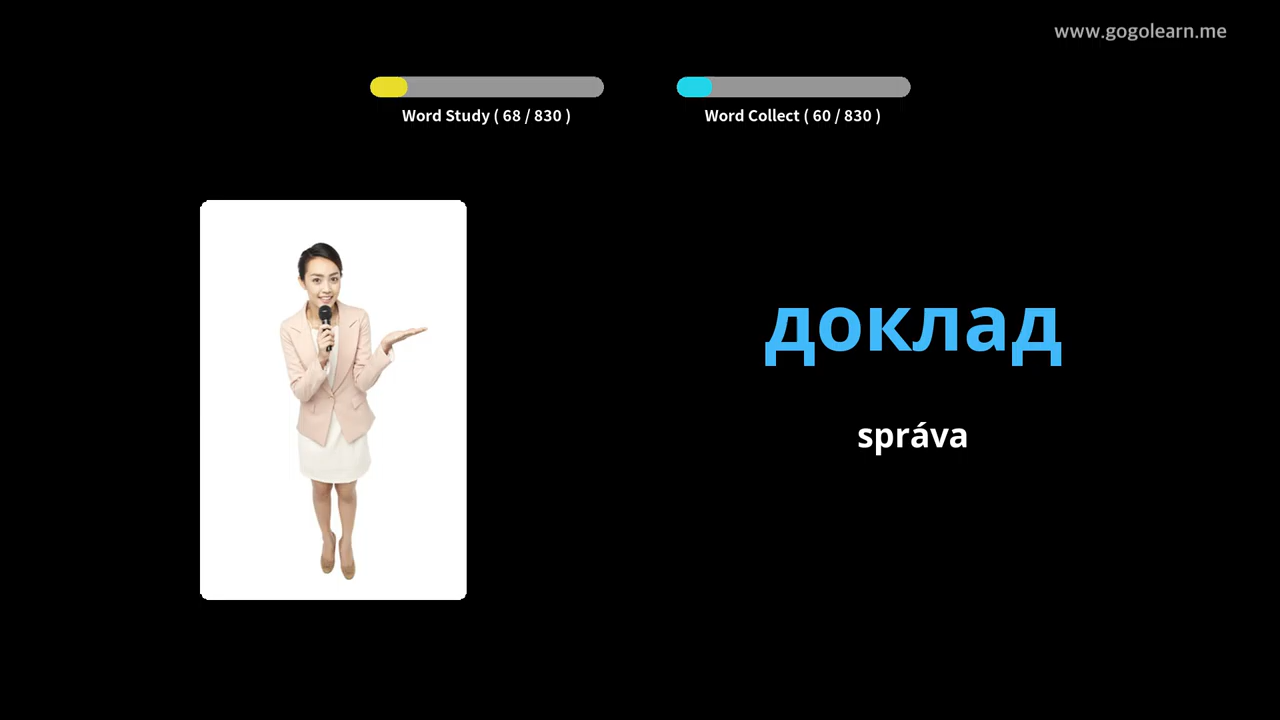 www.gogolearn.me
Word Study ( 68 / 830 )
Word Collect ( 60 / 830 )
доклад
správa